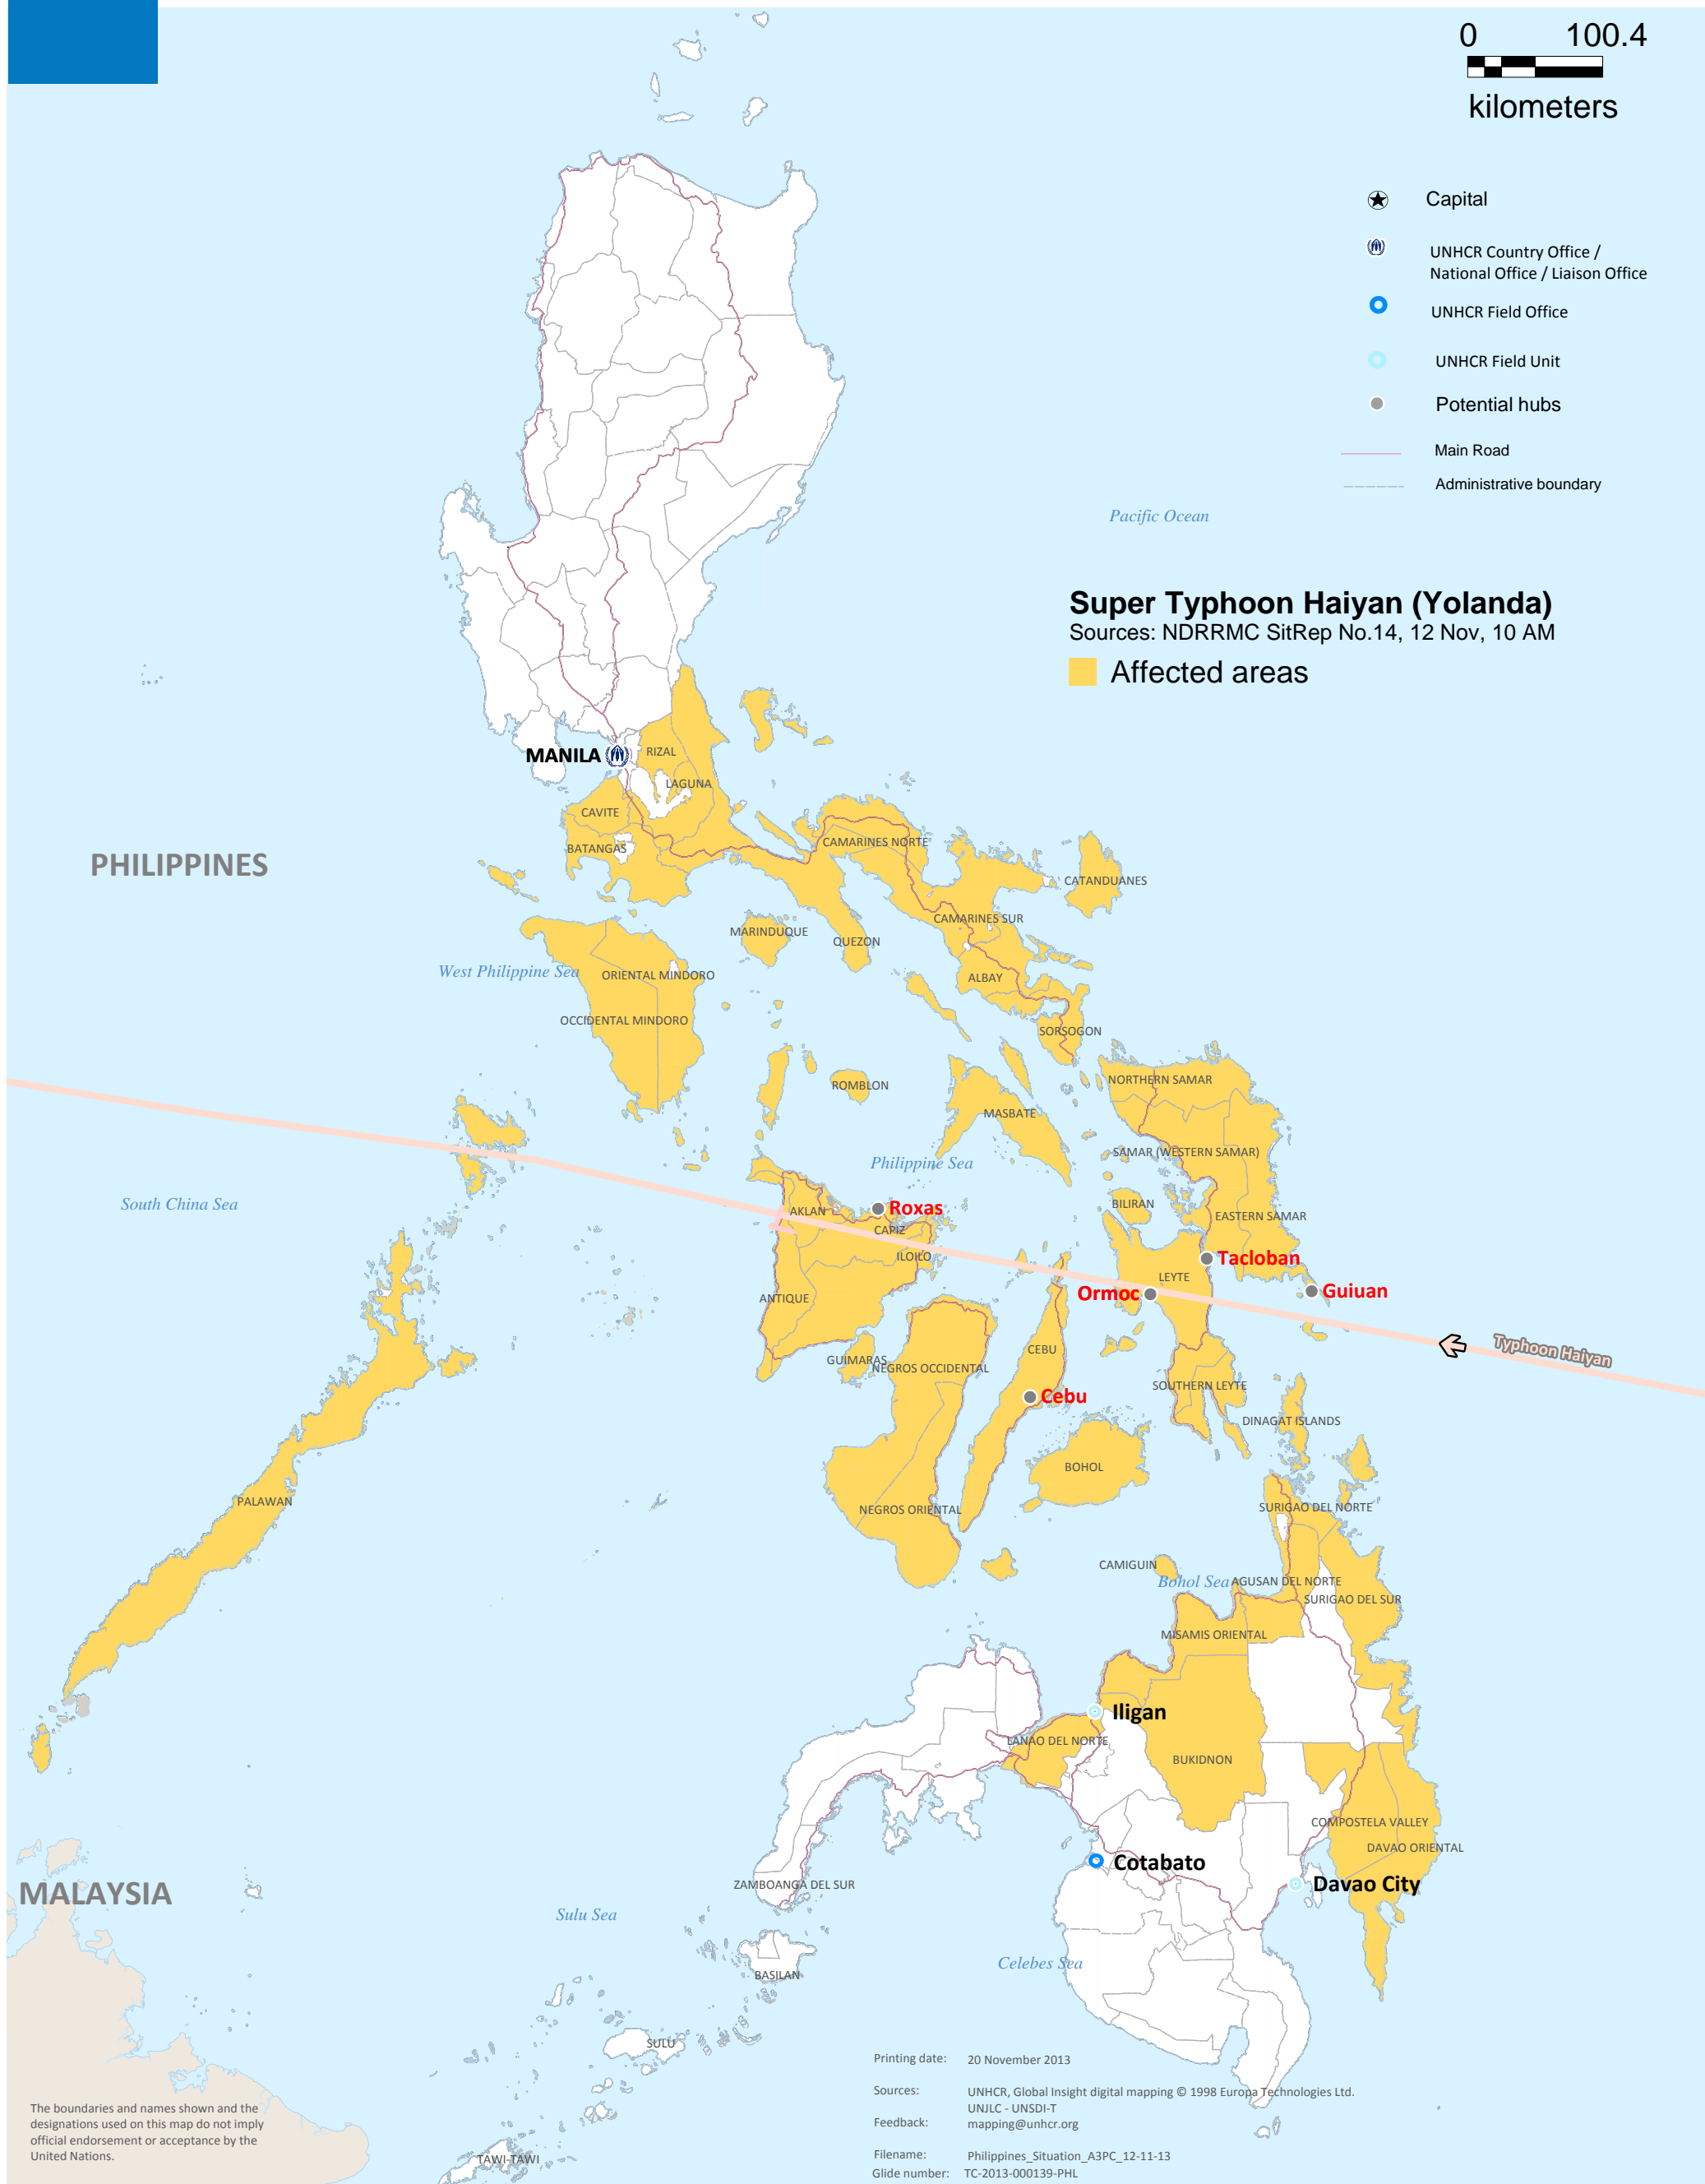 0 100.4
kilometers
Capital
UNHCR Country Office /
National Office / Liaison Office
UNHCR Field Office
UNHCR Field Unit
Potential hubs
Main Road
Administrative boundary
Pacific Ocean
Super Typhoon Haiyan (Yolanda)
Sources: NDRRMC SitRep No.14, 12 Nov, 10 AM
Affected areas
MANILA
RIZAL
LAGUNA
CAVITE
BATANGAS
CAMARINES NORTE
PHILIPPINES
CATANDUANES
CAMARINES SUR
MARINDUQUE
QUEZON
West Philippine Sea
ORIENTAL MINDORO
ALBAY
OCCIDENTAL MINDORO
SORSOGON
NORTHERN SAMAR
ROMBLON
MASBATE
SAMAR (WESTERN SAMAR)
Philippine Sea
South China Sea
BILIRAN
AKLAN
Roxas
EASTERN SAMAR
CAPIZ
ILOILO
Tacloban
LEYTE
Ormoc
Guiuan
ANTIQUE
Typhoon Haiyan
CEBU
GUIMARAS
NEGROS OCCIDENTAL
SOUTHERN LEYTE
Cebu
DINAGAT ISLANDS
BOHOL
PALAWAN
SURIGAO DEL NORTE
NEGROS ORIENTAL
CAMIGUIN
Bohol Sea
AGUSAN DEL NORTE
SURIGAO DEL SUR
MISAMIS ORIENTAL
Iligan
LANAO DEL NORTE
BUKIDNON
COMPOSTELA VALLEY
DAVAO ORIENTAL
Cotabato
Davao City
ZAMBOANGA DEL SUR
MALAYSIA
Sulu Sea
Celebes Sea
BASILAN
SULU
TAWI-TAWI
Printing date: 20 November 2013
Sources: UNHCR, Global Insight digital mapping © 1998 Europa Technologies Ltd.
UNJLC - UNSDI-T
Feedback: mapping@unhcr.org
Filename: Philippines_Situation_A3PC_12-11-13
Glide number: TC-2013-000139-PHL
The boundaries and names shown and the
designations used on this map do not imply
official endorsement or acceptance by the
United Nations.